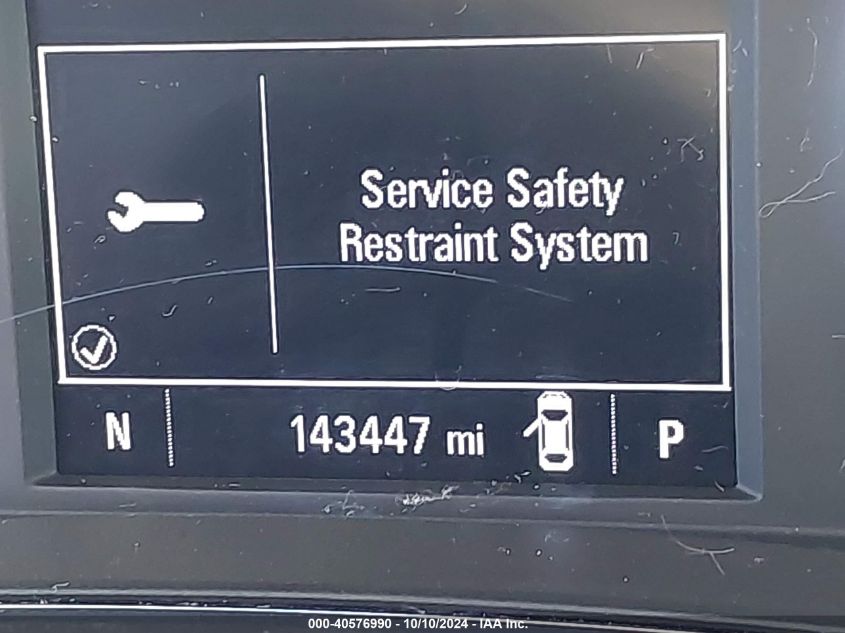 Service Safety
Restraint System
N 143447 mi P
000-40576990 - 10/10/2024 - IAA Inc.